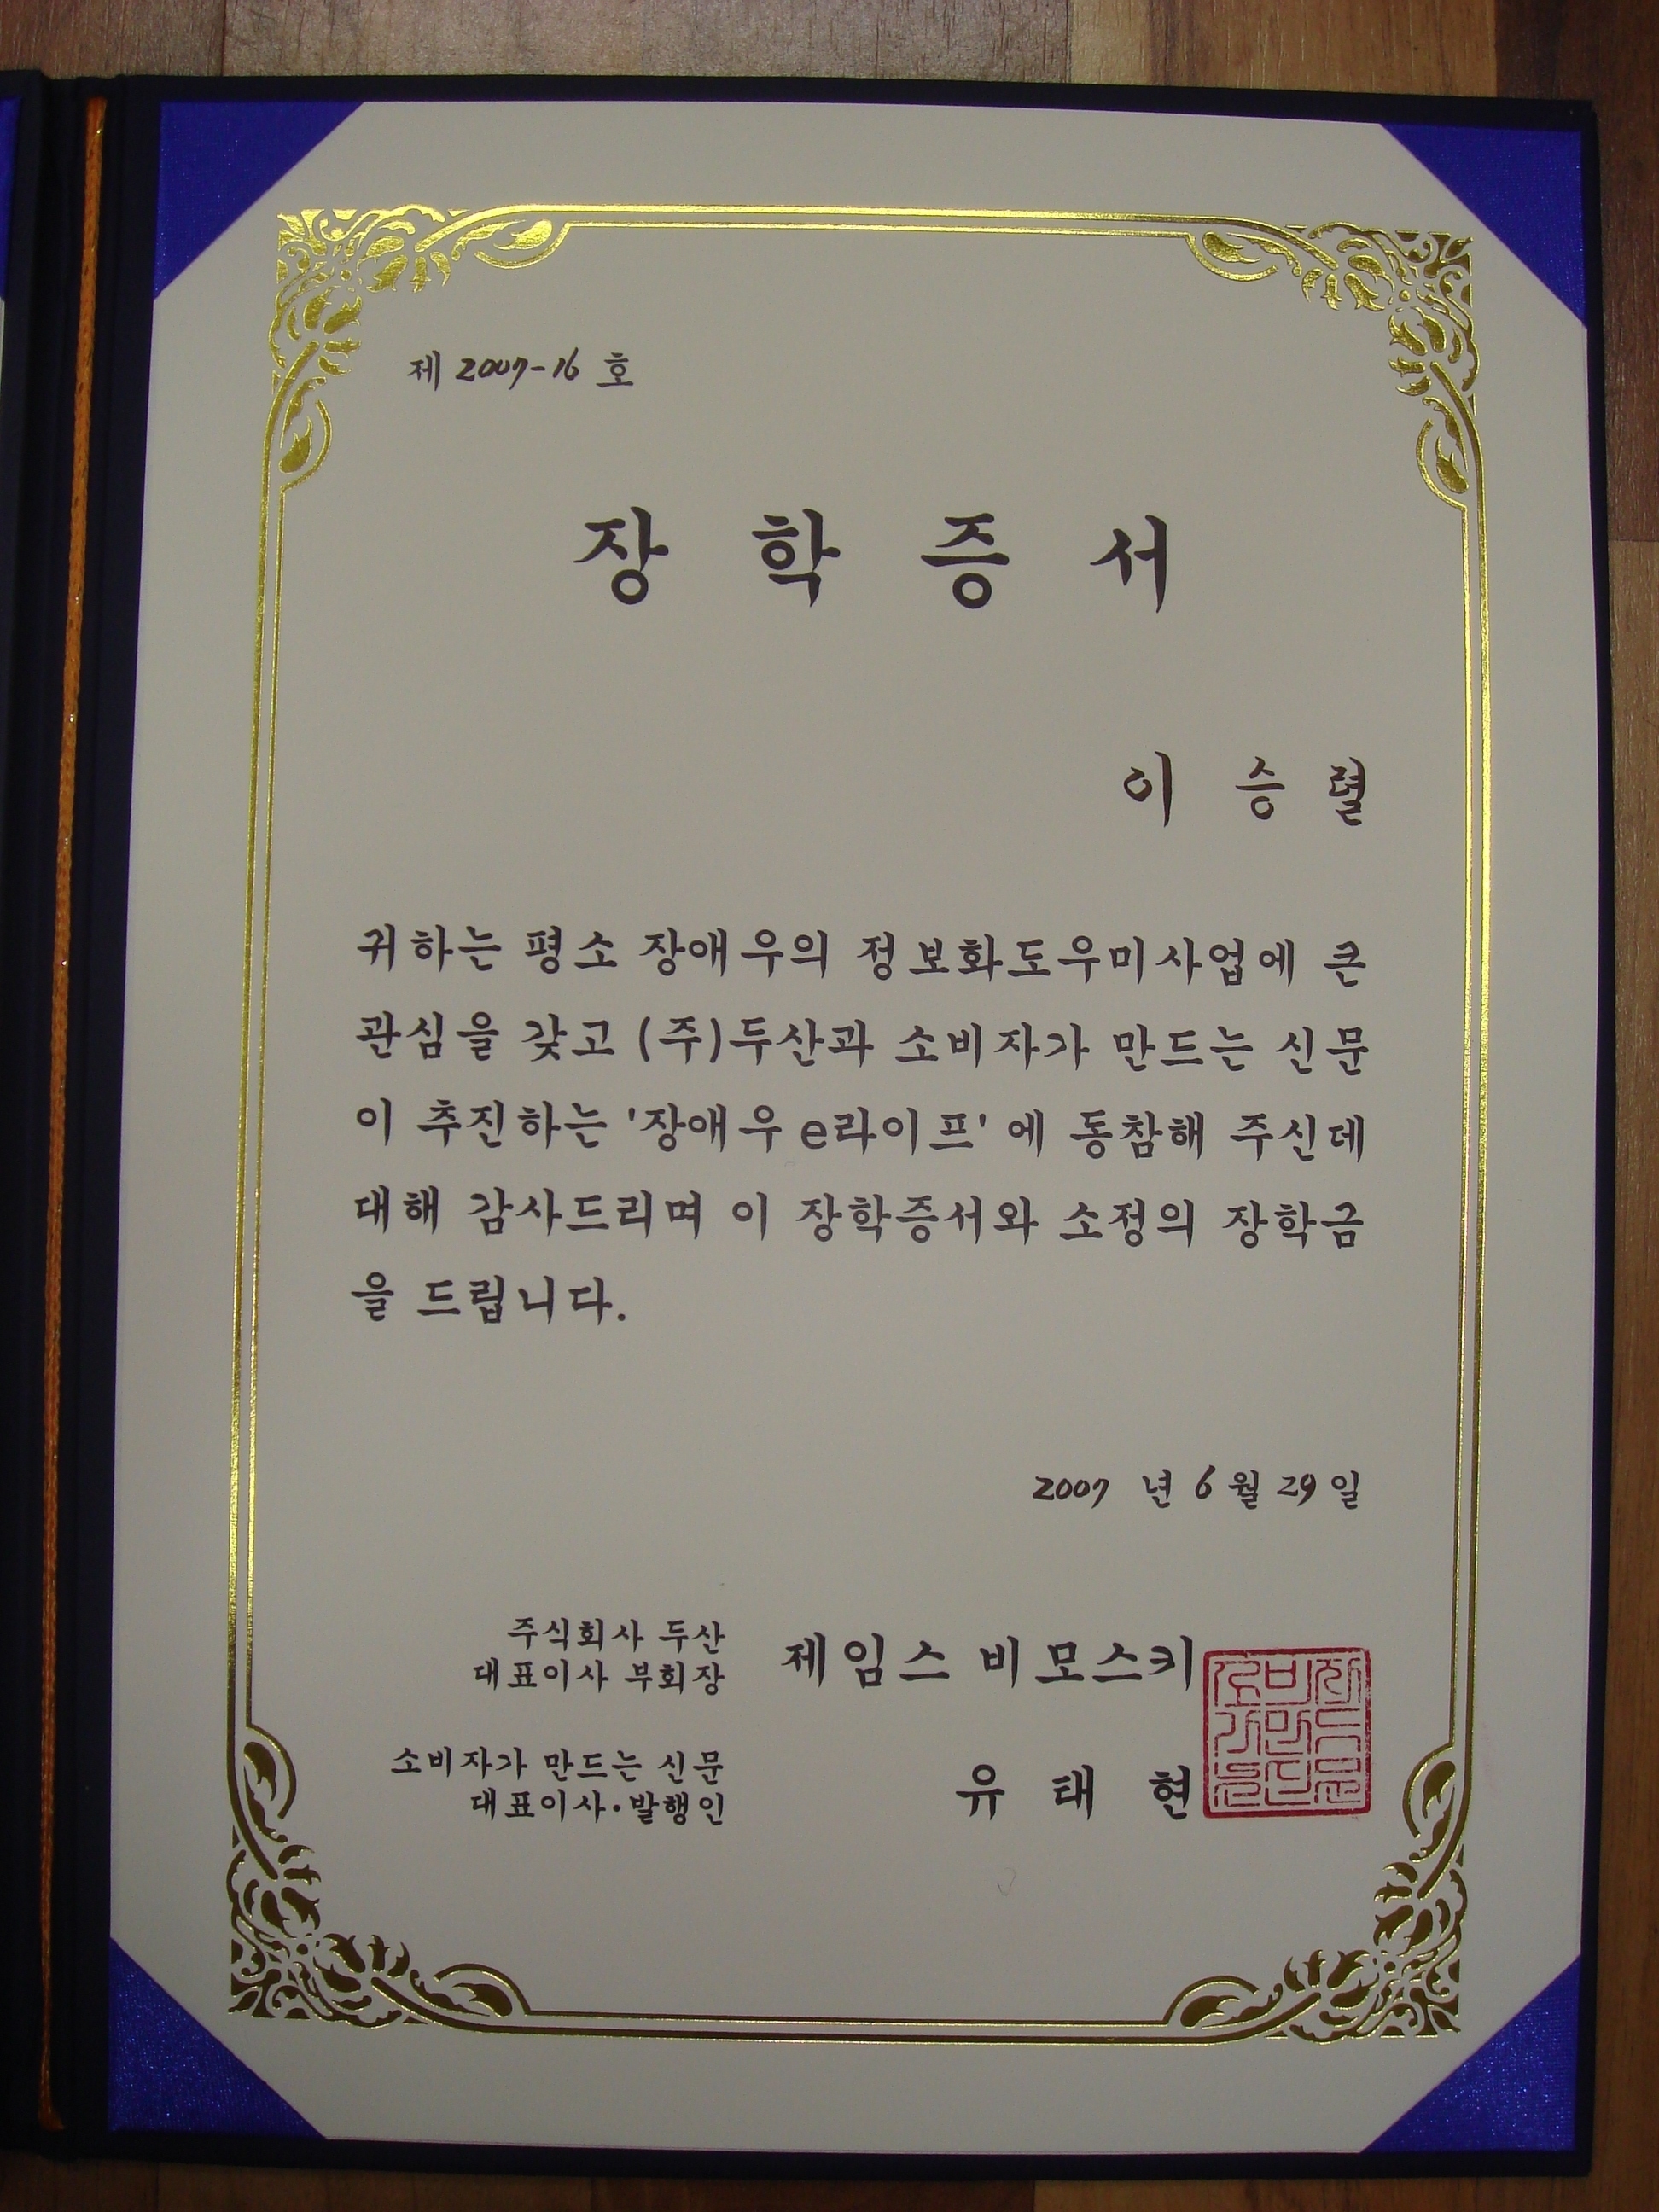 제 2007-16 호
장 학 증 서
이 승 렬
귀하는 평소 장애우의 정보화도우미사업에 큰
관심을 갖고 (주)두산과 소비자가 만드는 신문
이 추진하는 '장애우 e라이프' 에 동참해 주신데
대해 감사드리며 이 장학증서와 소정의 장학금
을 드립니다.
2007 년 6 월 29 일
주식회사 두산
대표이사 부회장
제임스 비모스키
소비자가 만드는 신문
대표이사·발행인
유 태 현